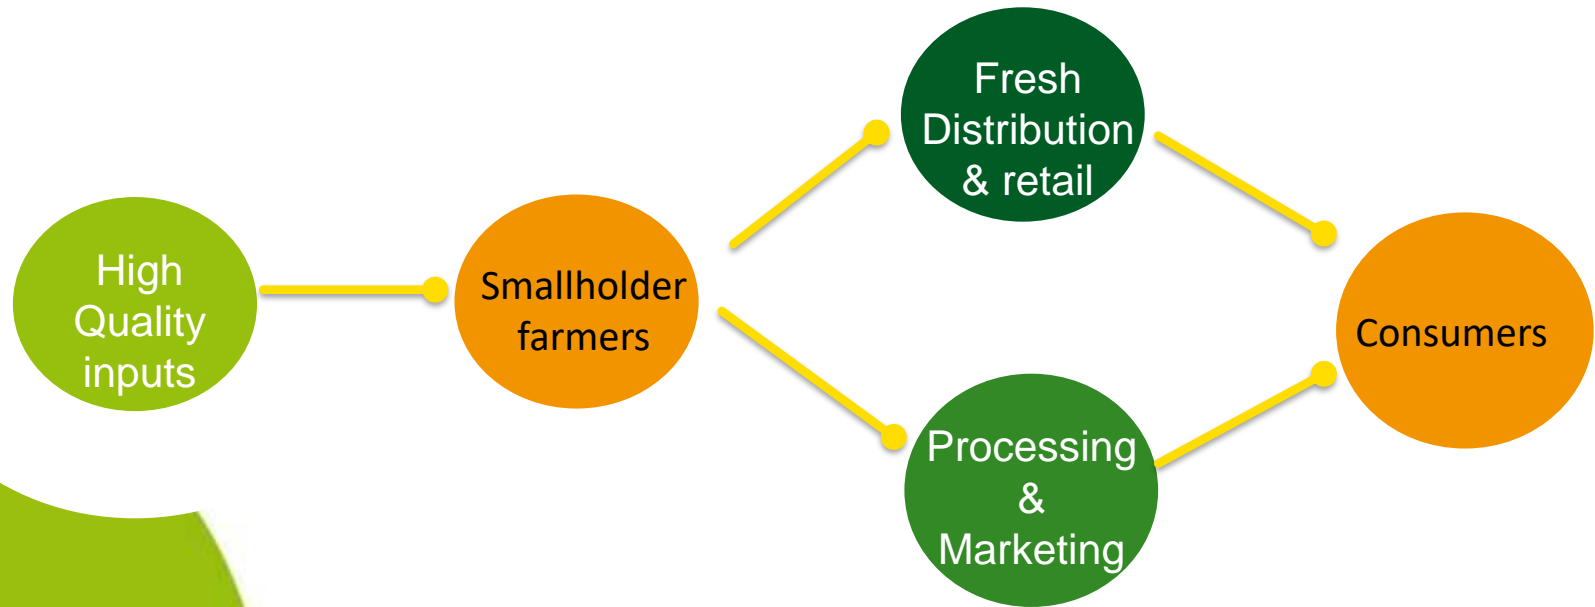 High
Quality
inputs
Smallholder
farmers
Fresh
Distribution
& retail
Processing
&
Marketing
Consumers